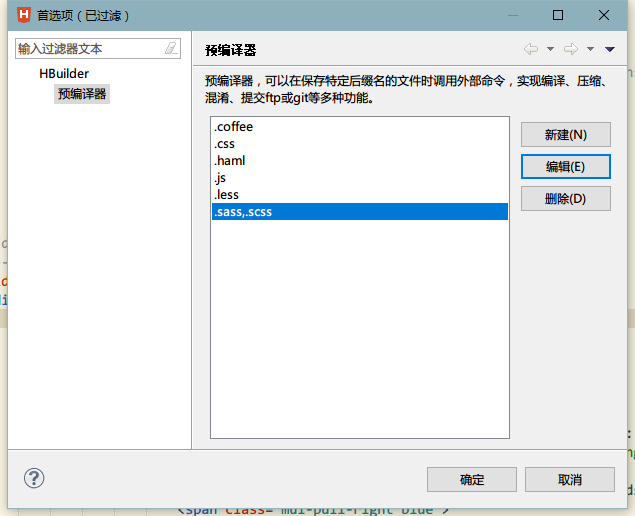 首选项（已过滤）
输入过滤器文本
HBuilder
预编译器
预编译器
预编译器，可以在保存特定后缀名的文件时调用外部命令，实现编译、压缩、
混淆、提交ftp或git等多种功能。
.coffee
.css
.haml
.js
.less
.sass,.scss
新建(N)
编辑(E)
删除(D)
确定
取消
<span class="mui-pull-right blue">